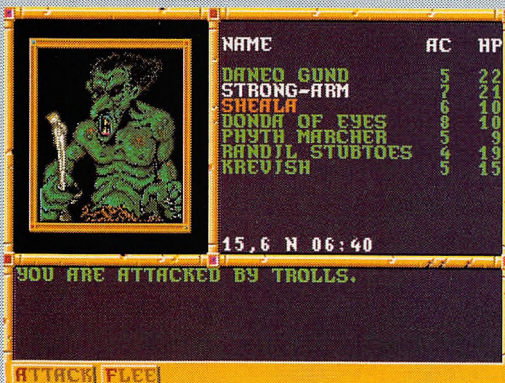 NAME AC HP
DANEO GUND 5 22
STRONG-ARM 7 21
SHEALA 6 10
DONDA OF EYES 8 10
PHYTH MARCHER 5 9
RANDJL STUBTOES 4 19
KREVISH 5 15
15,6 N 06:40
YOU ARE ATTACKED BY TROLLS.
ATTACK FLEE